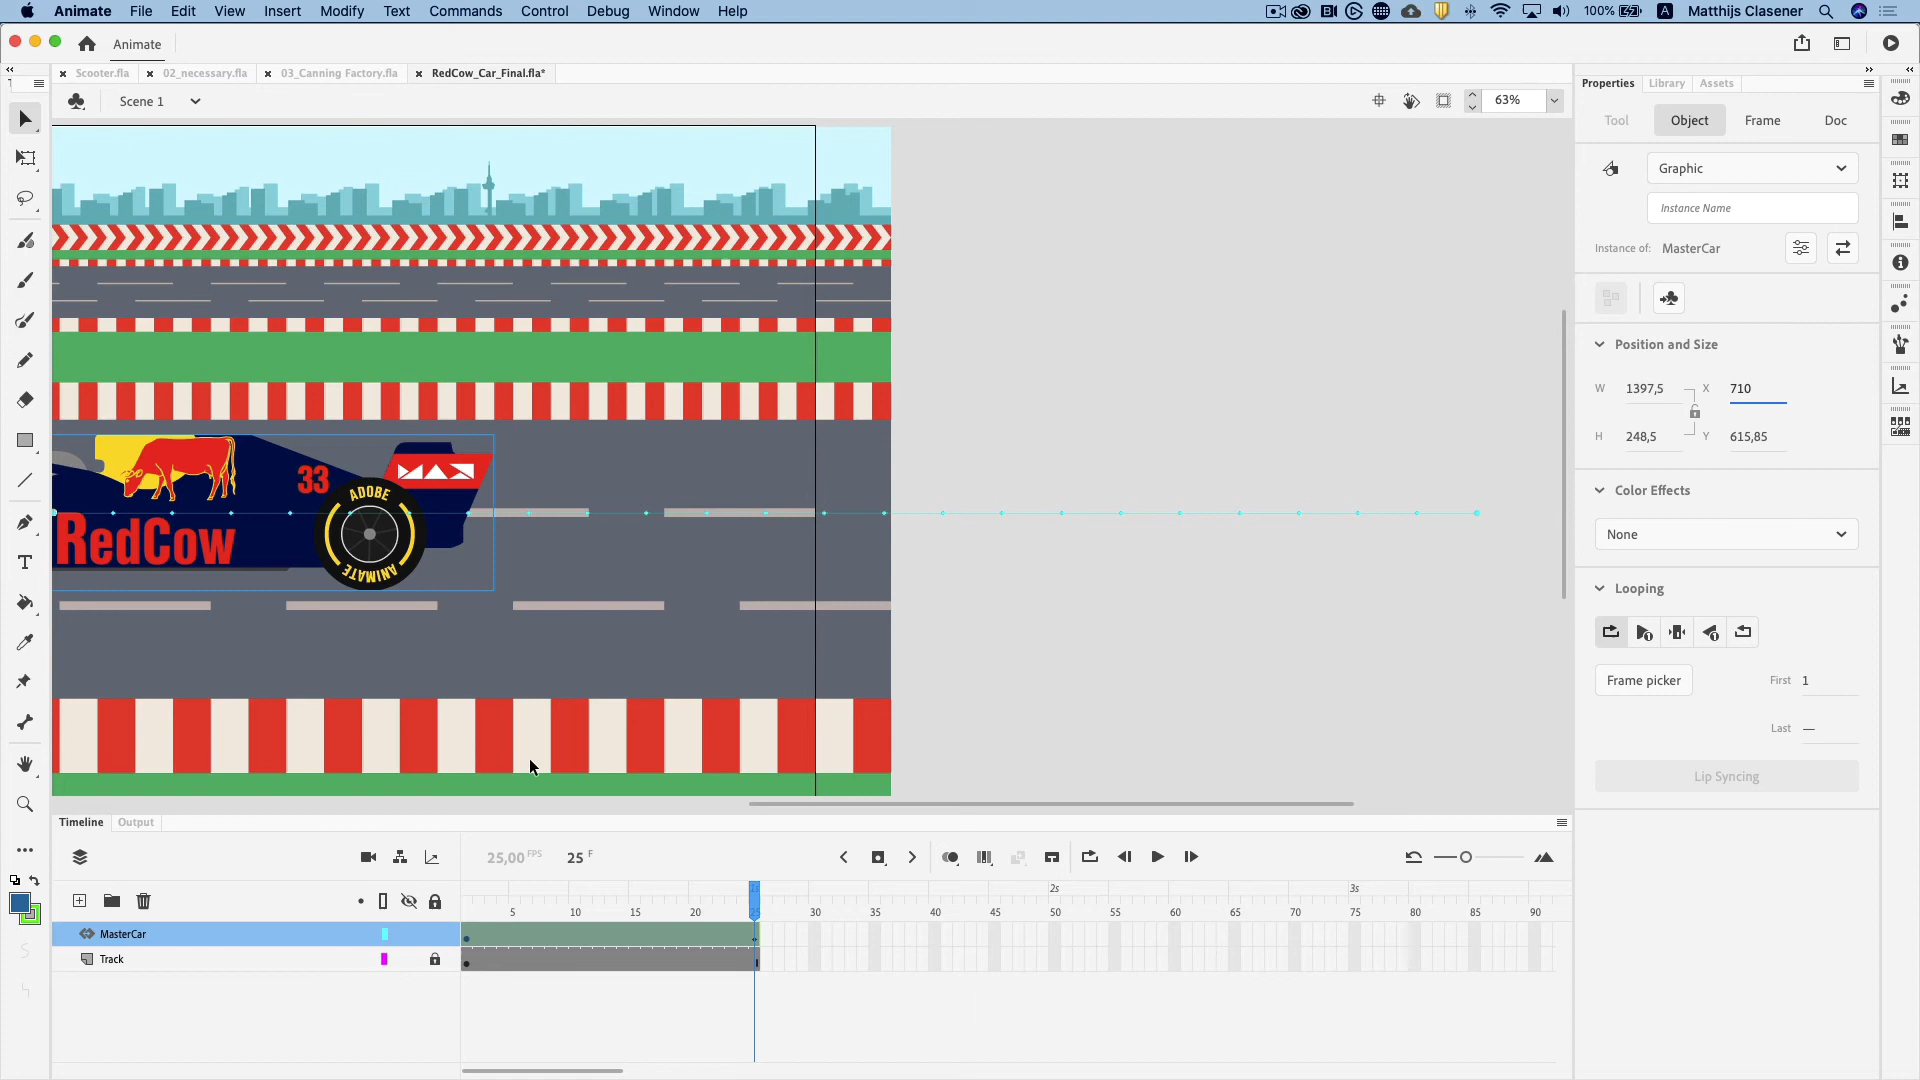 Animate File Edit View Insert Modify Text Commands Control Debug Window Help 100% A Matthijs Clasener
Animate
Scooter.fla 02_necessary.fla 03_Canning Factory.fla RedCow_Car_Final.fla*
Scene 1 63%
Properties Library Assets
Tool Object Frame Doc
Graphic
Instance Name
Instance of: MasterCar
Position and Size
W 1397,5 X 710
H 248,5 Y 615,85
Color Effects
None
Looping
Frame picker First 1
Last —
Lip Syncing
33
MAX
ADOBE
RedCow
ANIMATE
Timeline Output
25,00 FPS 25 F
1s 2s 3s
5 10 15 20 25 30 35 40 45 50 55 60 65 70 75 80 85 90
MasterCar
Track